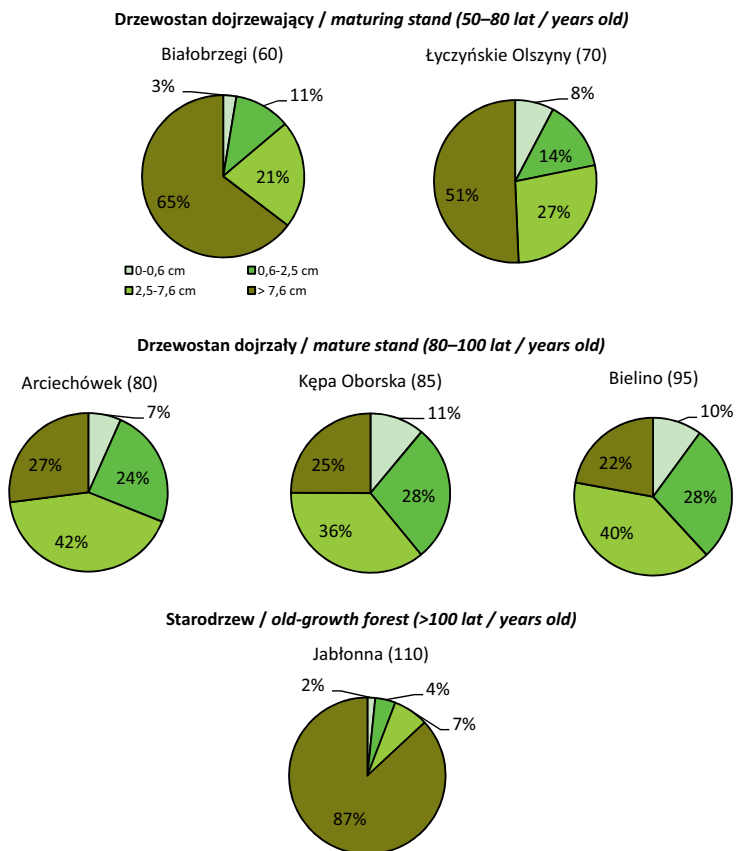 Drzewostan dojrzewający / maturing stand (50–80 lat / years old)
Białobrzegi (60)
Łyczyńskie Olszyny (70)
3%
11%
21%
65%
8%
14%
27%
51%
0-0,6 cm
0,6-2,5 cm
2,5-7,6 cm
> 7,6 cm
Drzewostan dojrzały / mature stand (80–100 lat / years old)
Arciechówek (80)
Kępa Oborska (85)
Bielino (95)
7%
24%
42%
27%
11%
28%
36%
25%
10%
28%
40%
22%
Starodrzew / old-growth forest (>100 lat / years old)
Jabłonna (110)
2%
4%
7%
87%